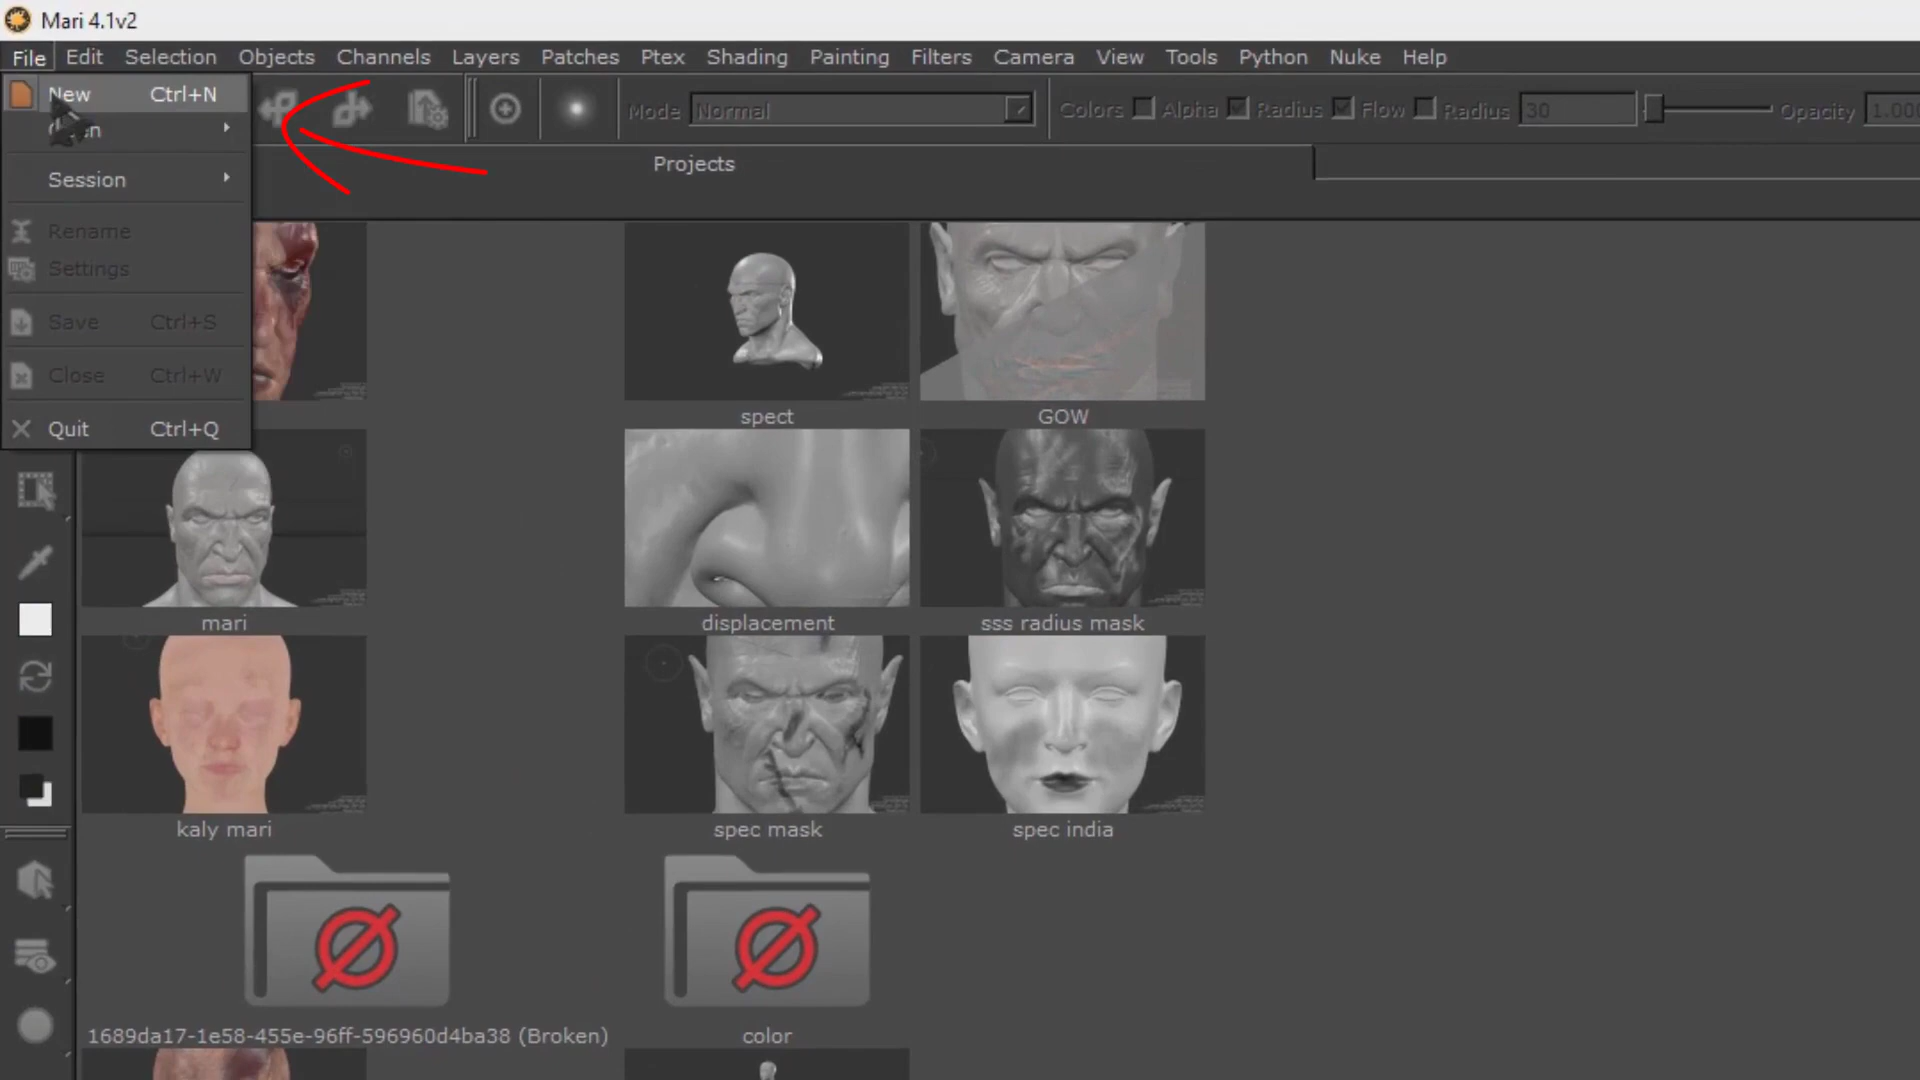 Mari 4.1v2
File Edit Selection Objects Channels Layers Patches Ptex Shading Painting Filters Camera View Tools Python Nuke Help
New Ctrl+N
Session
Rename
Settings
Save Ctrl+S
Close Ctrl+W
Quit Ctrl+Q
Mode Normal Colors Alpha Radius Flow Radius 30 Opacity
Projects
spect GOW
mari displacement sss radius mask
kaly mari spec mask spec india
1689da17-1e58-455e-96ff-596960d4ba38 (Broken) color